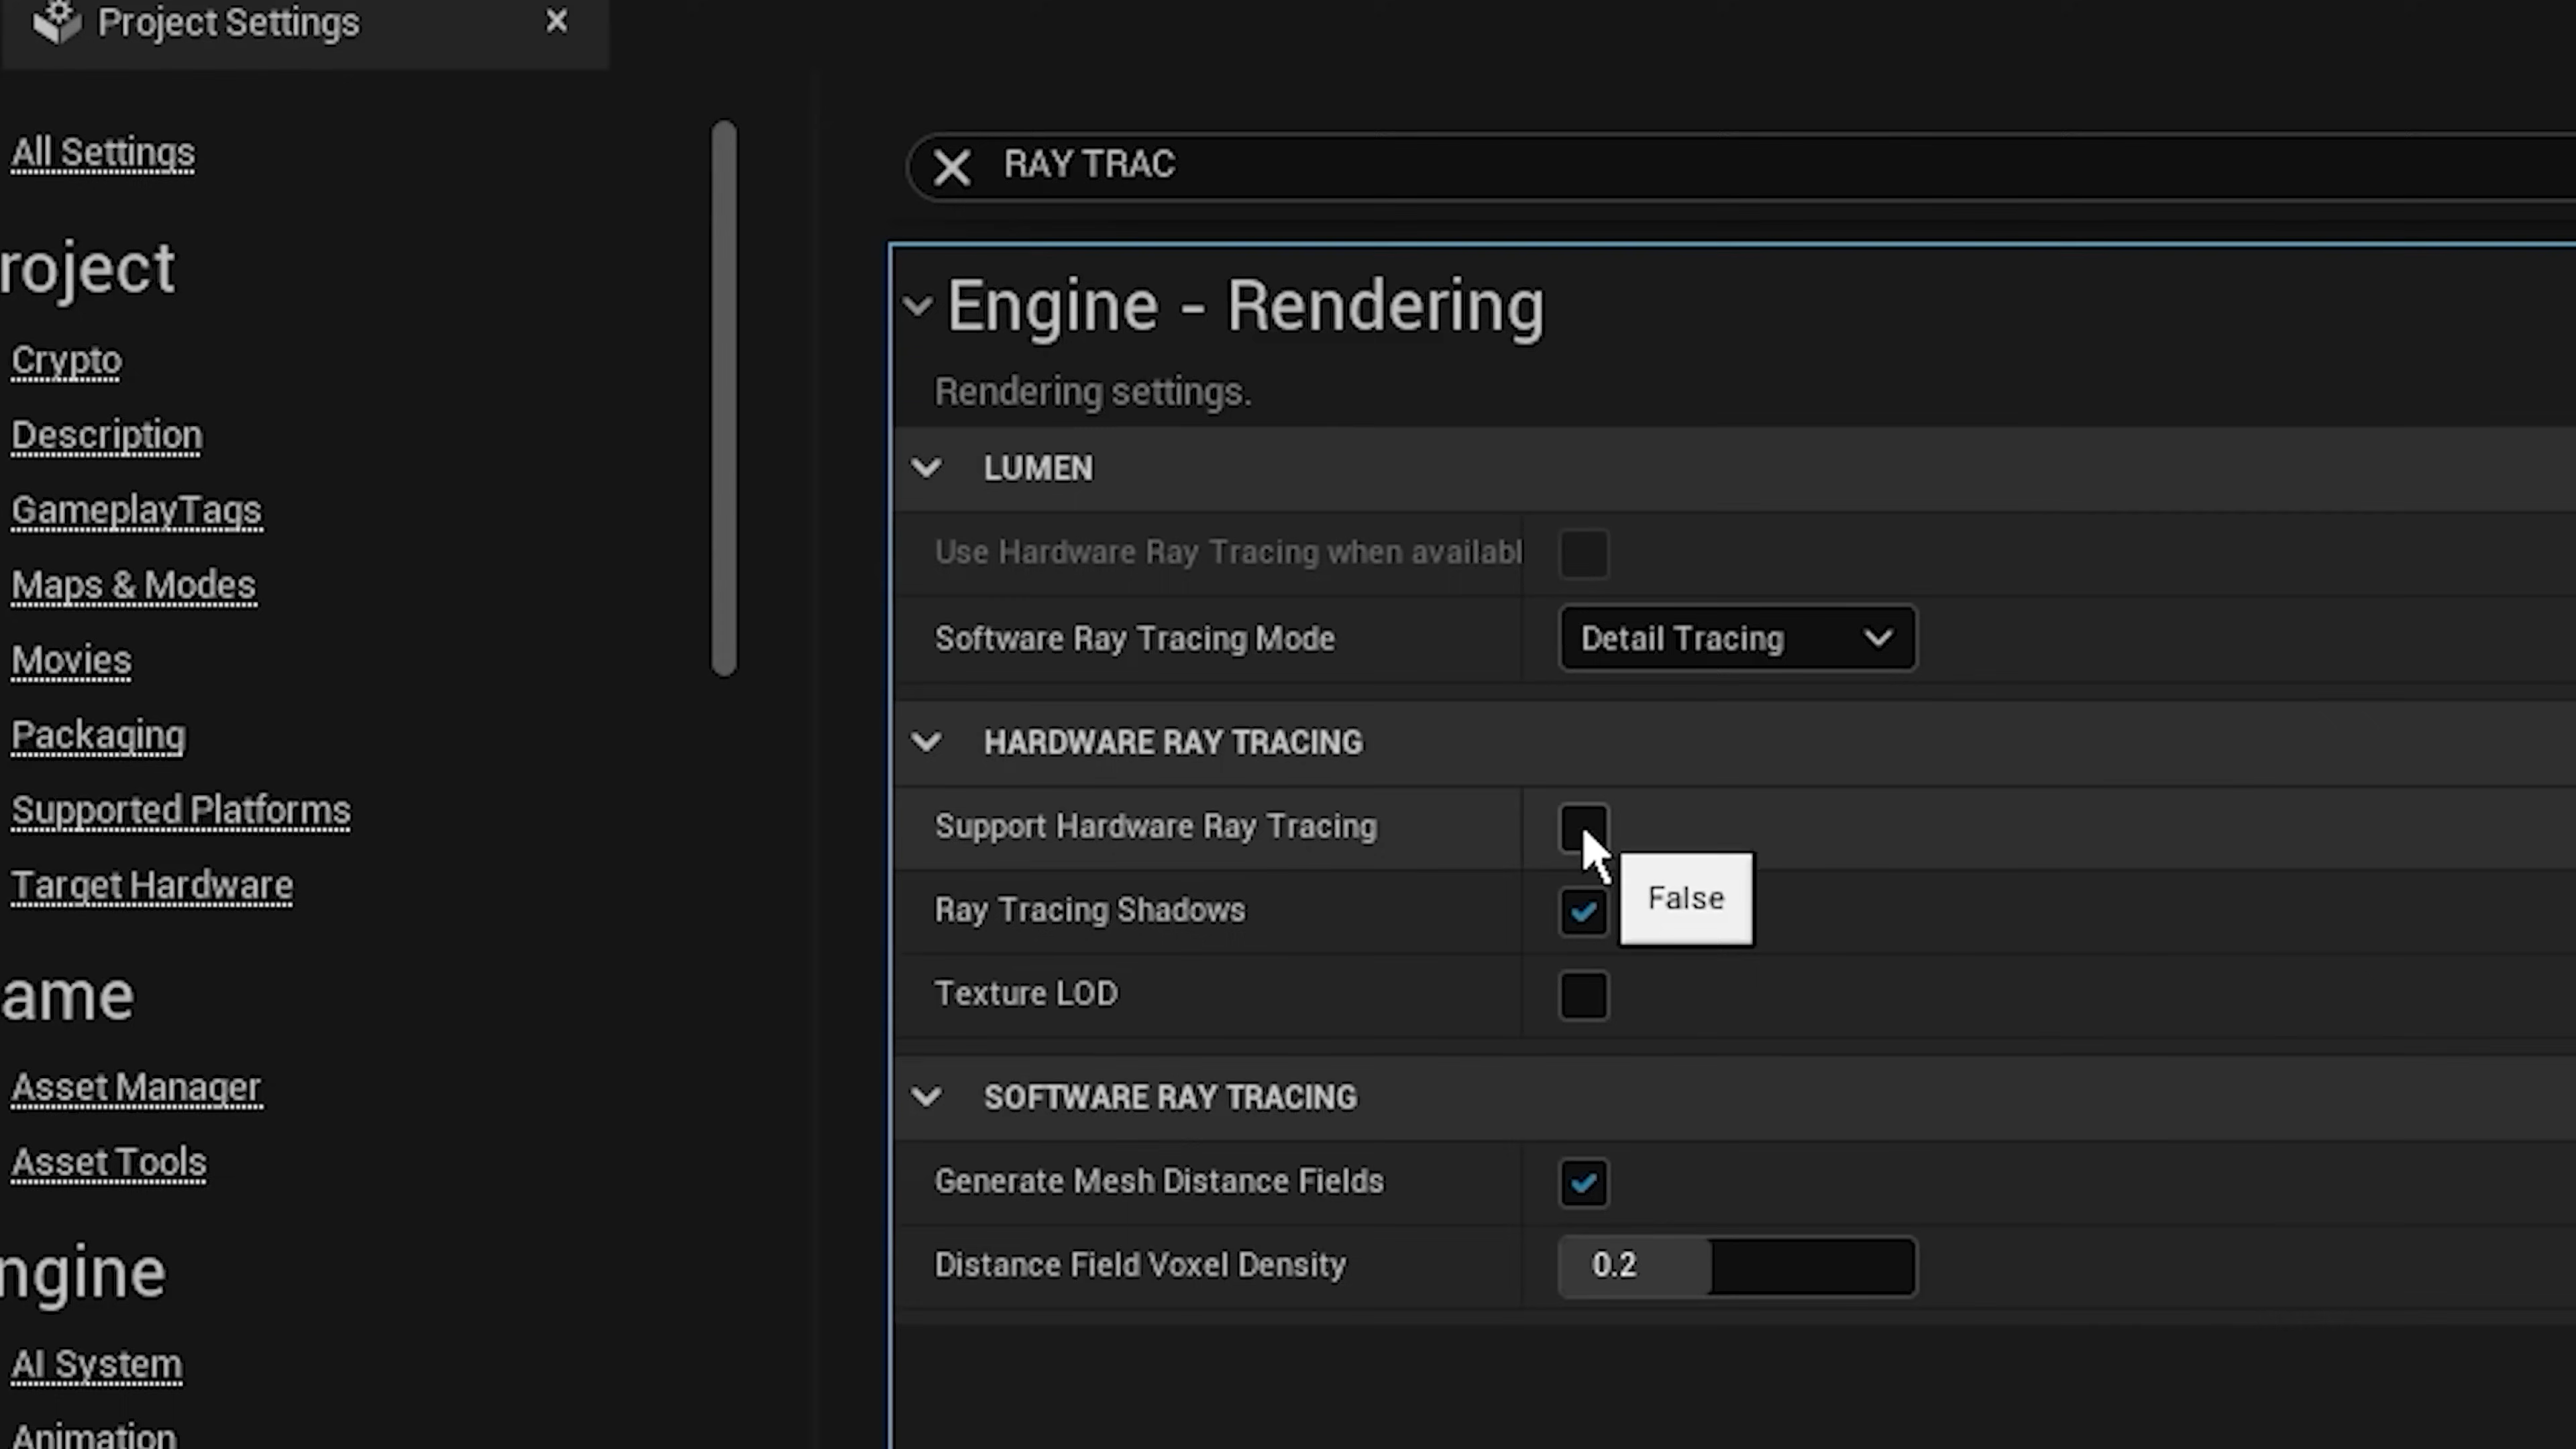 Project Settings
All Settings
roject
Crypto
Description
GameplayTags
Maps & Modes
Movies
Packaging
Supported Platforms
Target Hardware
ame
Asset Manager
Asset Tools
ngine
AI System
Animation
RAY TRAC
Engine - Rendering
Rendering settings.
LUMEN
Use Hardware Ray Tracing when availabl
Software Ray Tracing Mode Detail Tracing
HARDWARE RAY TRACING
Support Hardware Ray Tracing
False
Ray Tracing Shadows
Texture LOD
SOFTWARE RAY TRACING
Generate Mesh Distance Fields
Distance Field Voxel Density 0.2